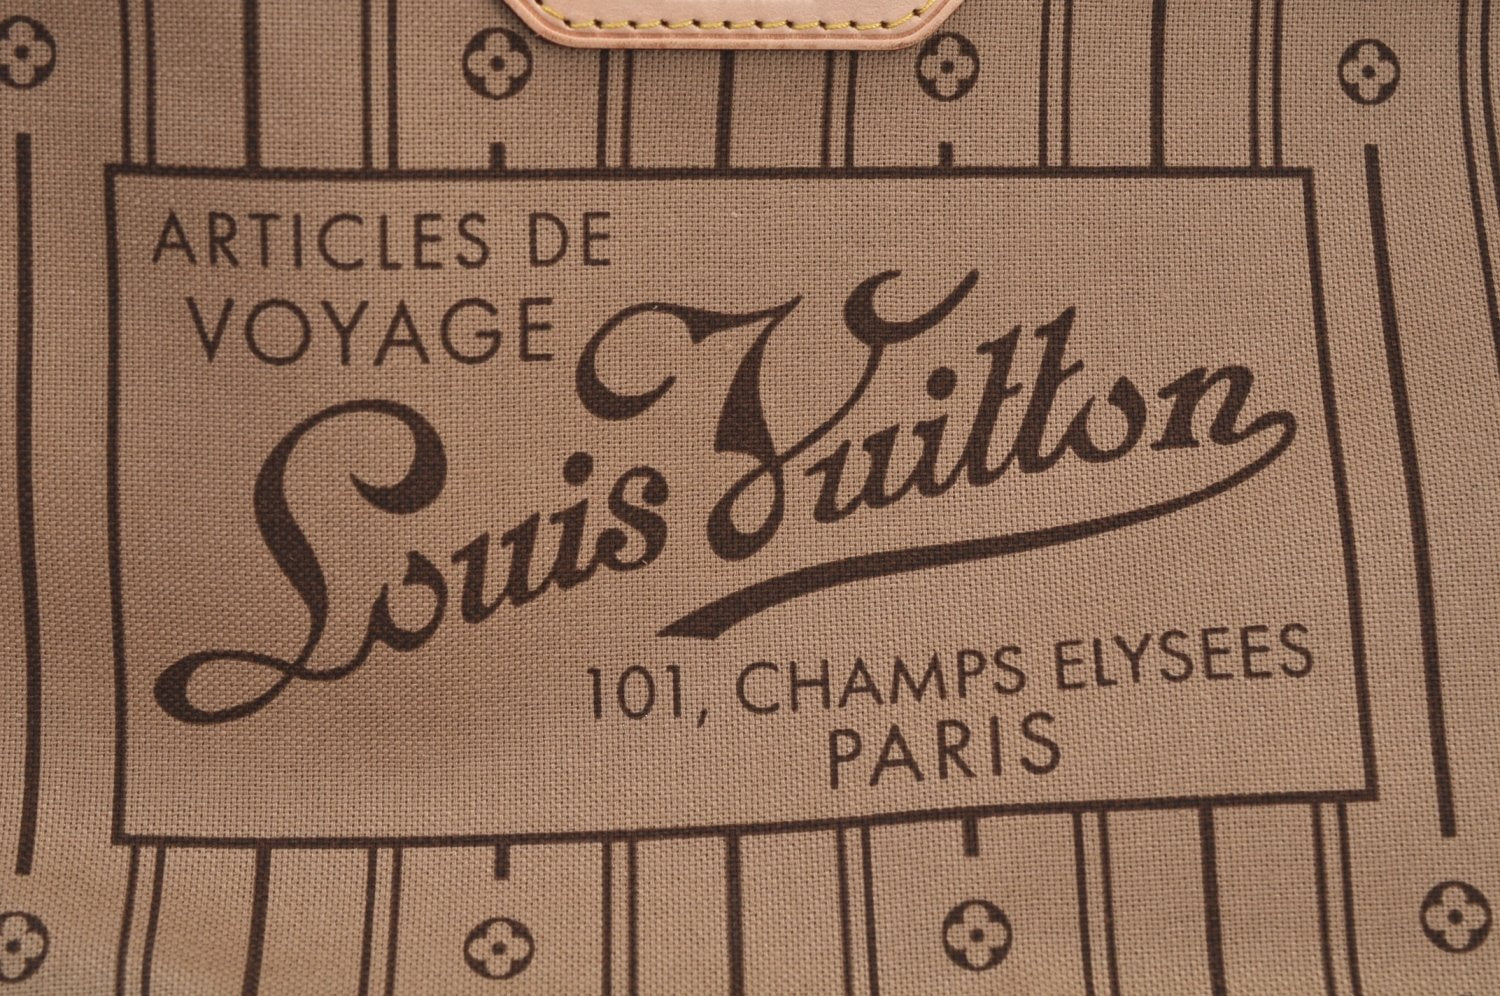 ARTICLES DE
VOYAGE
Louis Vuitton
101, CHAMPS ELYSEES
PARIS